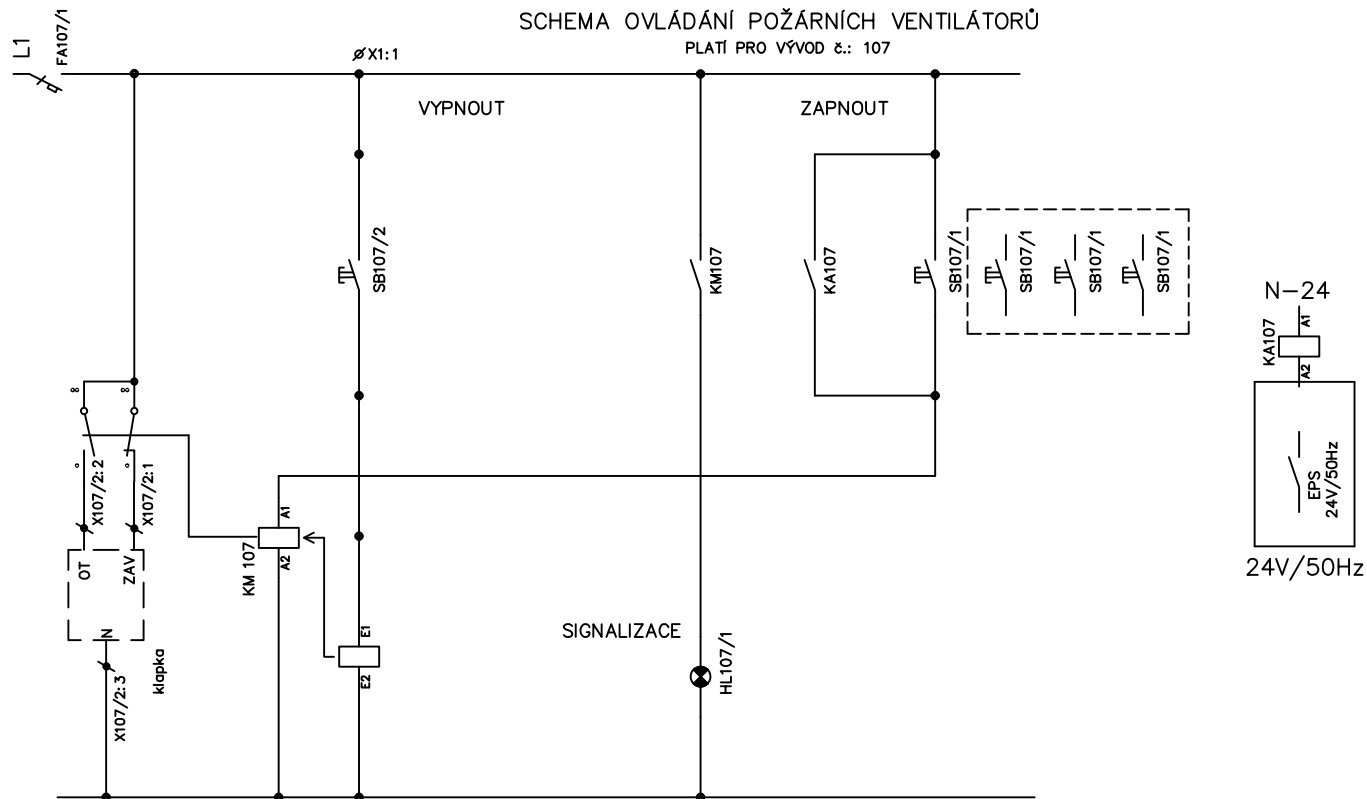 SCHEMA OVLÁDÁNÍ POŽÁRNÍCH VENTILÁTORŮ
PLATÍ PRO VÝVOD č.: 107
L1
FA107/1
X1:1
VYPNOUT
ZAPNOUT
SB107/2
KM107
KA107
SB107/1
SB107/1
SB107/1
SB107/1
N-24
A1
KA107
A2
EPS
24V/50Hz
24V/50Hz
X107/2:2
X107/2:1
OT
ZAV
N
klapka
X107/2:3
A1
KM 107
A2
E1
E2
SIGNALIZACE
HL107/1